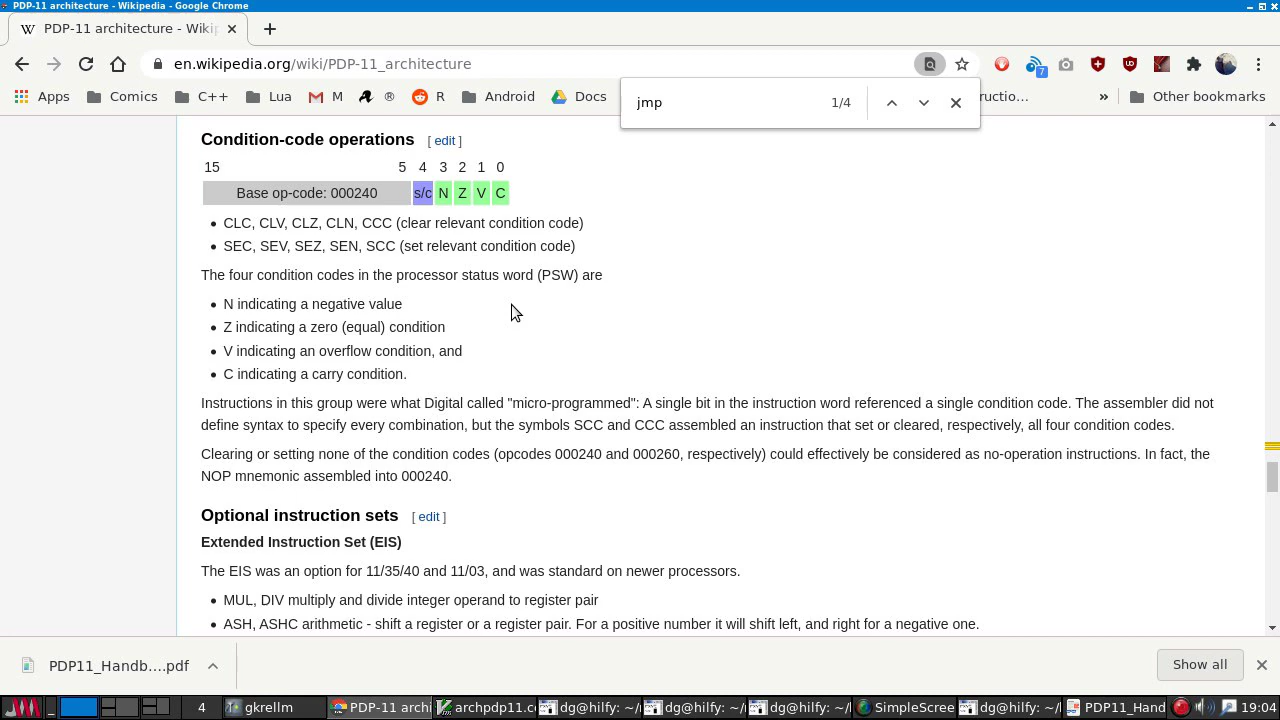 PDP-11 architecture - Wikipedia - Google Chrome
PDP-11 architecture - Wikip
en.wikipedia.org/wiki/PDP-11_architecture
7
Apps
Comics
C++
Lua
M
R
Android
Docs
ructio…
»
Other bookmarks
jmp
1/4
Condition-code operations [ edit ]
15 5 4 3 2 1 0
Base op-code: 000240 s/c N Z V C
• CLC, CLV, CLZ, CLN, CCC (clear relevant condition code)
• SEC, SEV, SEZ, SEN, SCC (set relevant condition code)
The four condition codes in the processor status word (PSW) are
• N indicating a negative value
• Z indicating a zero (equal) condition
• V indicating an overflow condition, and
• C indicating a carry condition.
Instructions in this group were what Digital called "micro-programmed": A single bit in the instruction word referenced a single condition code. The assembler did not
define syntax to specify every combination, but the symbols SCC and CCC assembled an instruction that set or cleared, respectively, all four condition codes.
Clearing or setting none of the condition codes (opcodes 000240 and 000260, respectively) could effectively be considered as no-operation instructions. In fact, the
NOP mnemonic assembled into 000240.
Optional instruction sets [ edit ]
Extended Instruction Set (EIS)
The EIS was an option for 11/35/40 and 11/03, and was standard on newer processors.
• MUL, DIV multiply and divide integer operand to register pair
• ASH, ASHC arithmetic - shift a register or a register pair. For a positive number it will shift left, and right for a negative one.
PDP11_Handb….pdf
Show all
4
gkrellm
PDP-11 archi
archpdp11.c
dg@hilfy: ~/
dg@hilfy: ~/
dg@hilfy: ~/
SimpleScree
dg@hilfy: ~/
PDP11_Hand
19:04